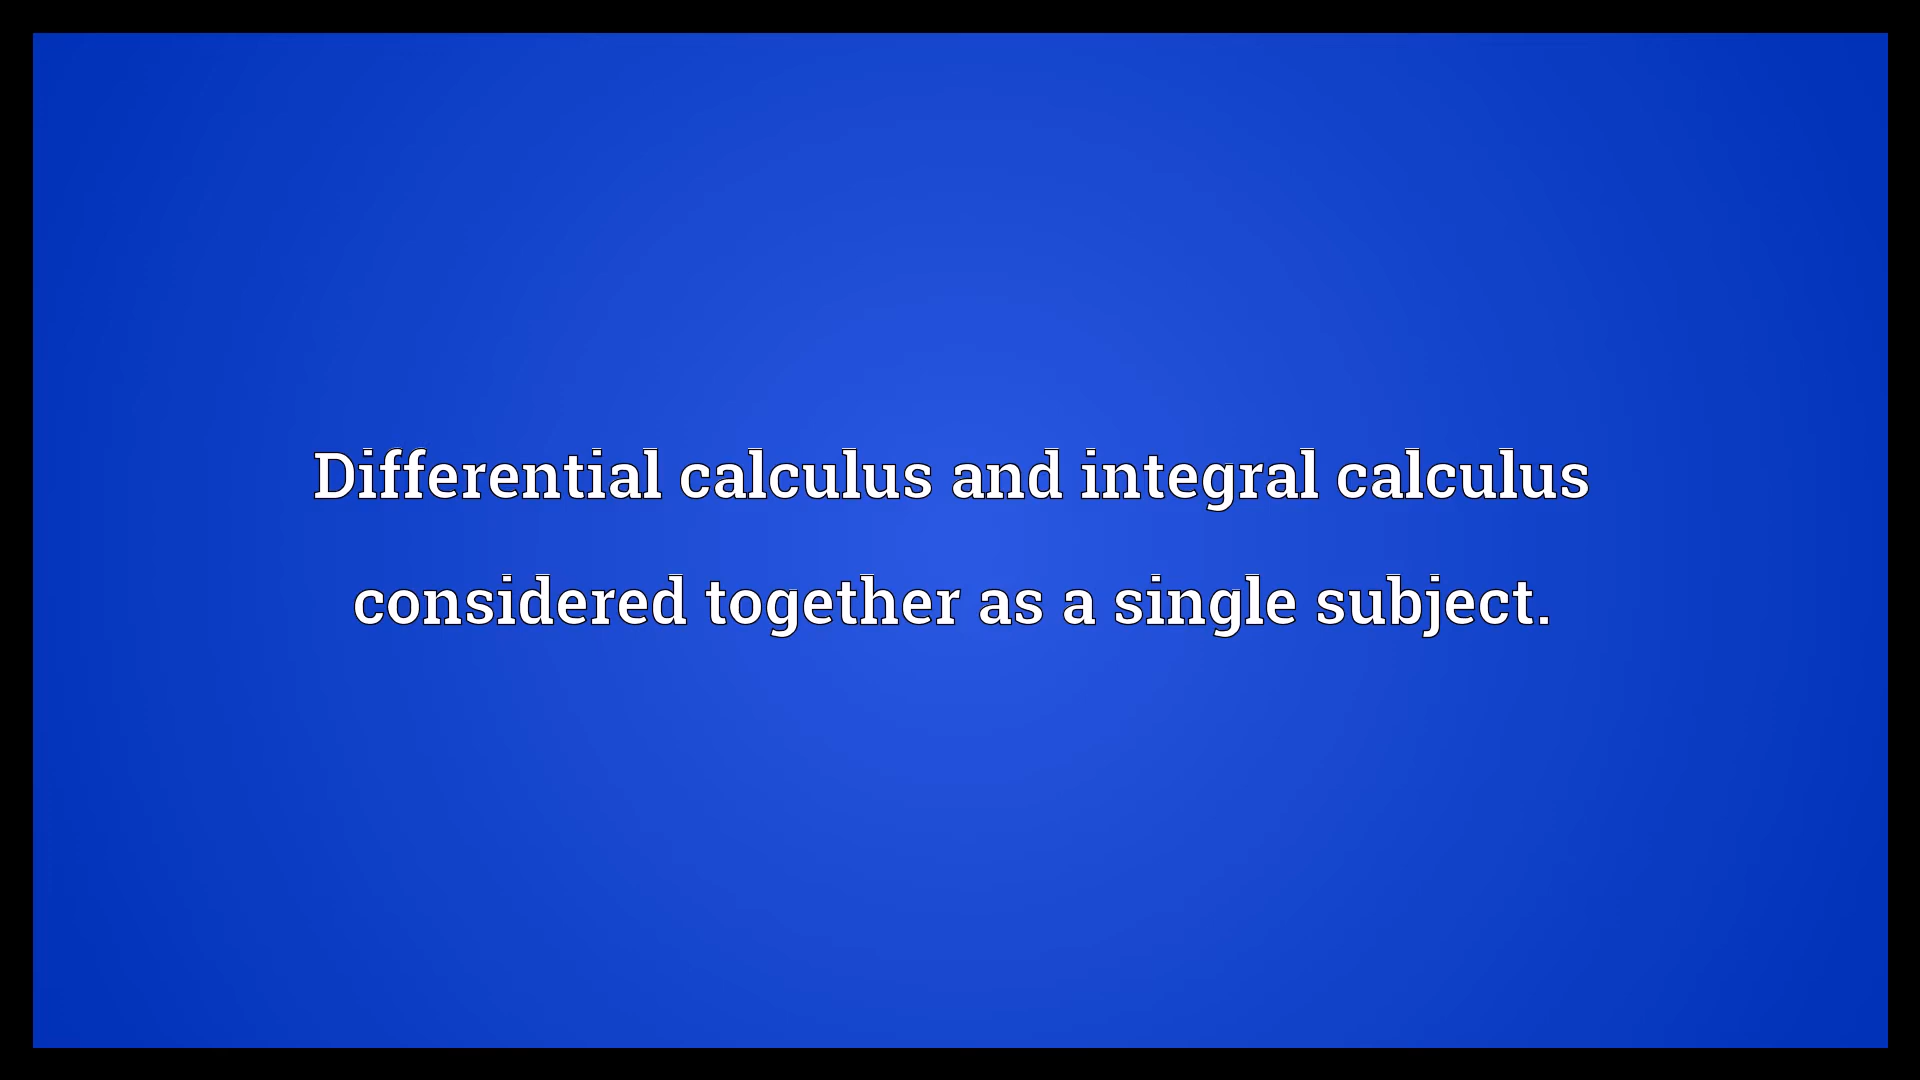 Differential calculus and integral calculus
considered together as a single subject.